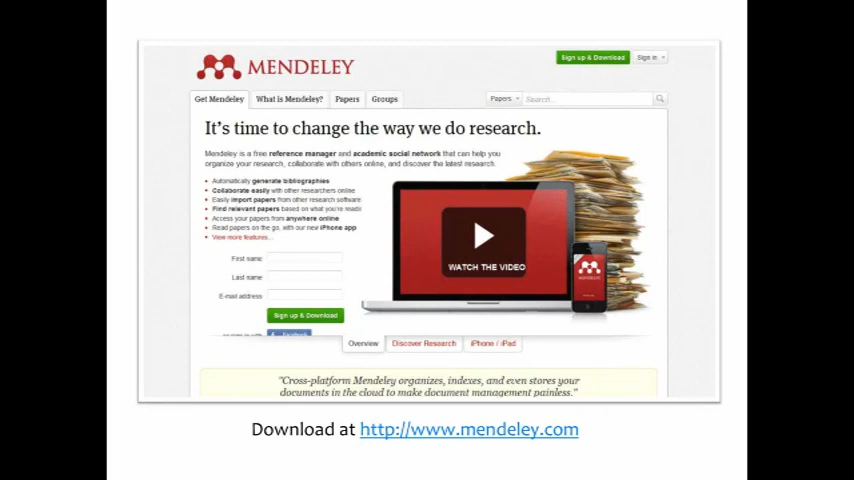 MENDELEY
Sign up & Download
Sign in
Get Mendeley
What is Mendeley?
Papers
Groups
Papers
Search...
It's time to change the way we do research.
Mendeley is a free reference manager and academic social network that can help you
organize your research, collaborate with others online, and discover the latest research.
Automatically generate bibliographies
Collaborate easily with other researchers online
Easily import papers from other research software
Find relevant papers based on what you're reading
Access your papers from anywhere online
Read papers on the go, with our new iPhone app
View more features...
First name
Last name
E-mail address
Sign up & Download
WATCH THE VIDEO
MENDELEY
Overview
Discover Research
iPhone / iPad
"Cross-platform Mendeley organizes, indexes, and even stores your
documents in the cloud to make document management painless."
Download at http://www.mendeley.com